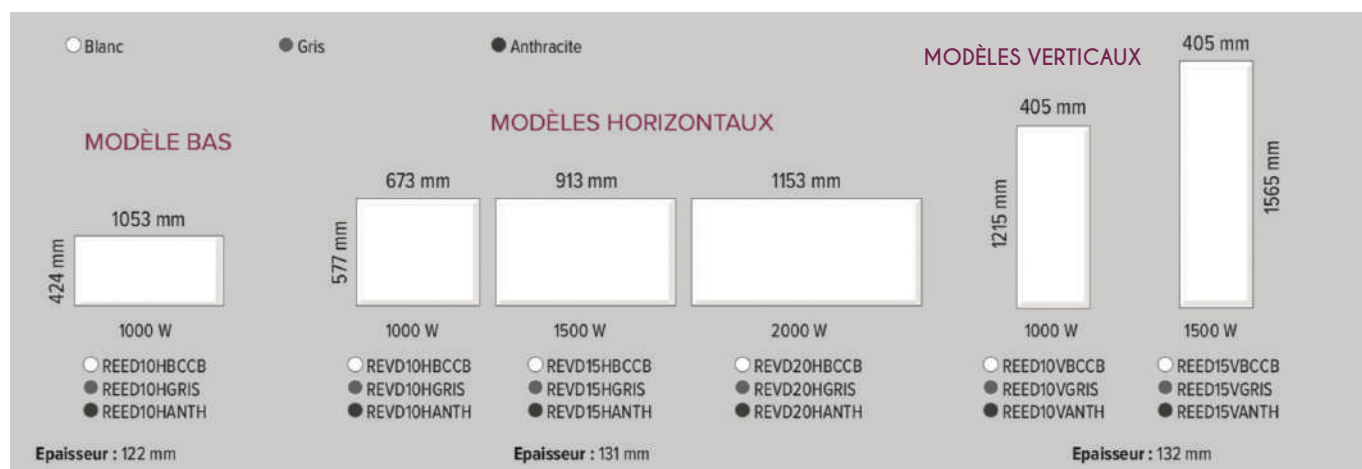 Blanc
Gris
Anthracite
MODÈLE BAS
1053 mm
424 mm
1000 W
REED10HBCCB
REED10HGRIS
REED10HANTH
Epaisseur : 122 mm
MODÈLES HORIZONTAUX
673 mm
577 mm
1000 W
REVD10HBCCB
REVD10HGRIS
REVD10HANTH
913 mm
1500 W
REVD15HBCCB
REVD15HGRIS
REVD15HANTH
1153 mm
2000 W
REVD20HBCCB
REVD20HGRIS
REVD20HANTH
Epaisseur : 131 mm
MODÈLES VERTICAUX
405 mm
1215 mm
1000 W
REED10VBCCB
REED10VGRIS
REED10VANTH
405 mm
1565 mm
1500 W
REED15VBCCB
REED15VGRIS
REED15VANTH
Epaisseur : 132 mm